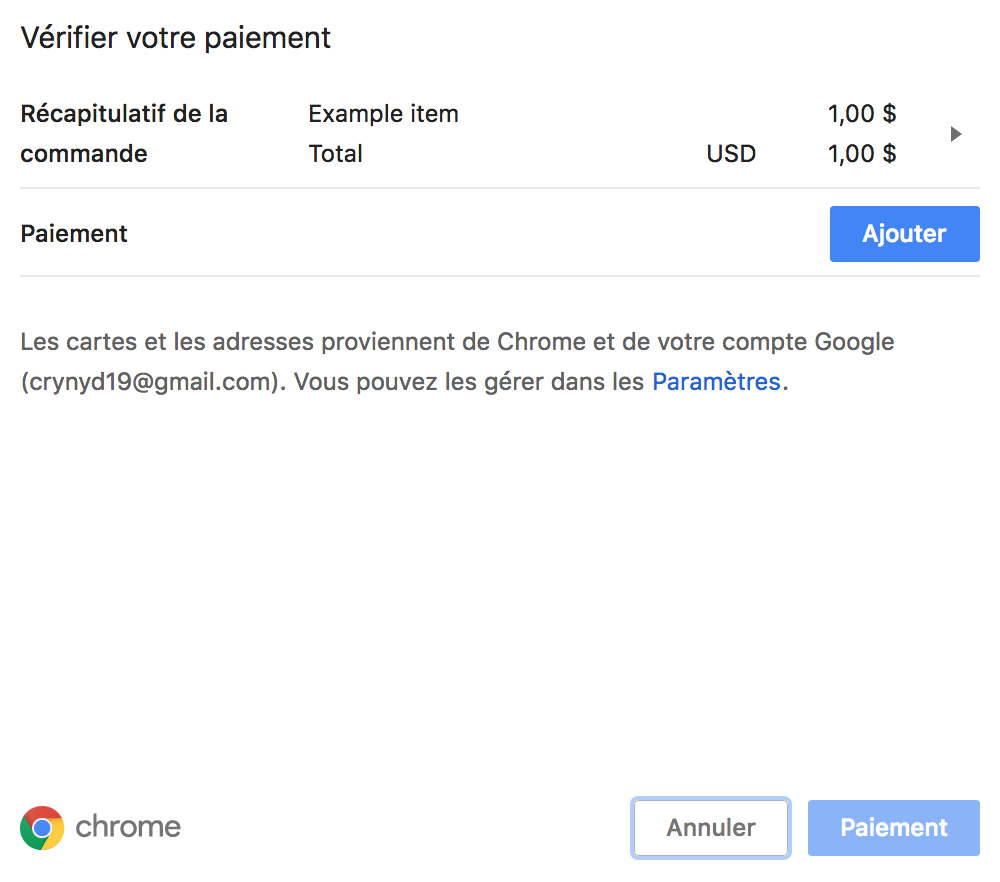 Vérifier votre paiement
Récapitulatif de la commande
Example item 1,00 $
Total USD 1,00 $
Paiement Ajouter
Les cartes et les adresses proviennent de Chrome et de votre compte Google
(crynyd19@gmail.com). Vous pouvez les gérer dans les Paramètres.
chrome Annuler Paiement